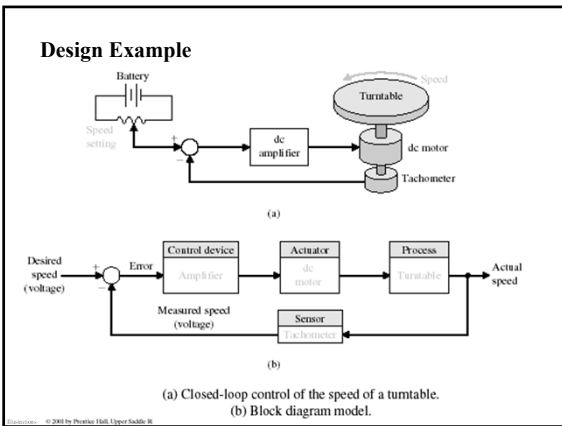 Design Example
Battery
Speed
Turntable
Speed
setting
+
−
dc
amplifier
dc motor
Tachometer
(a)
Desired
speed
(voltage)
+
−
Error
Control device
Amplifier
Actuator
dc
motor
Process
Turntable
Actual
speed
Measured speed
(voltage)
Sensor
Tachometer
(b)
(a) Closed-loop control of the speed of a turntable.
(b) Block diagram model.
Illustrations © 2001 by Prentice Hall, Upper Saddle R